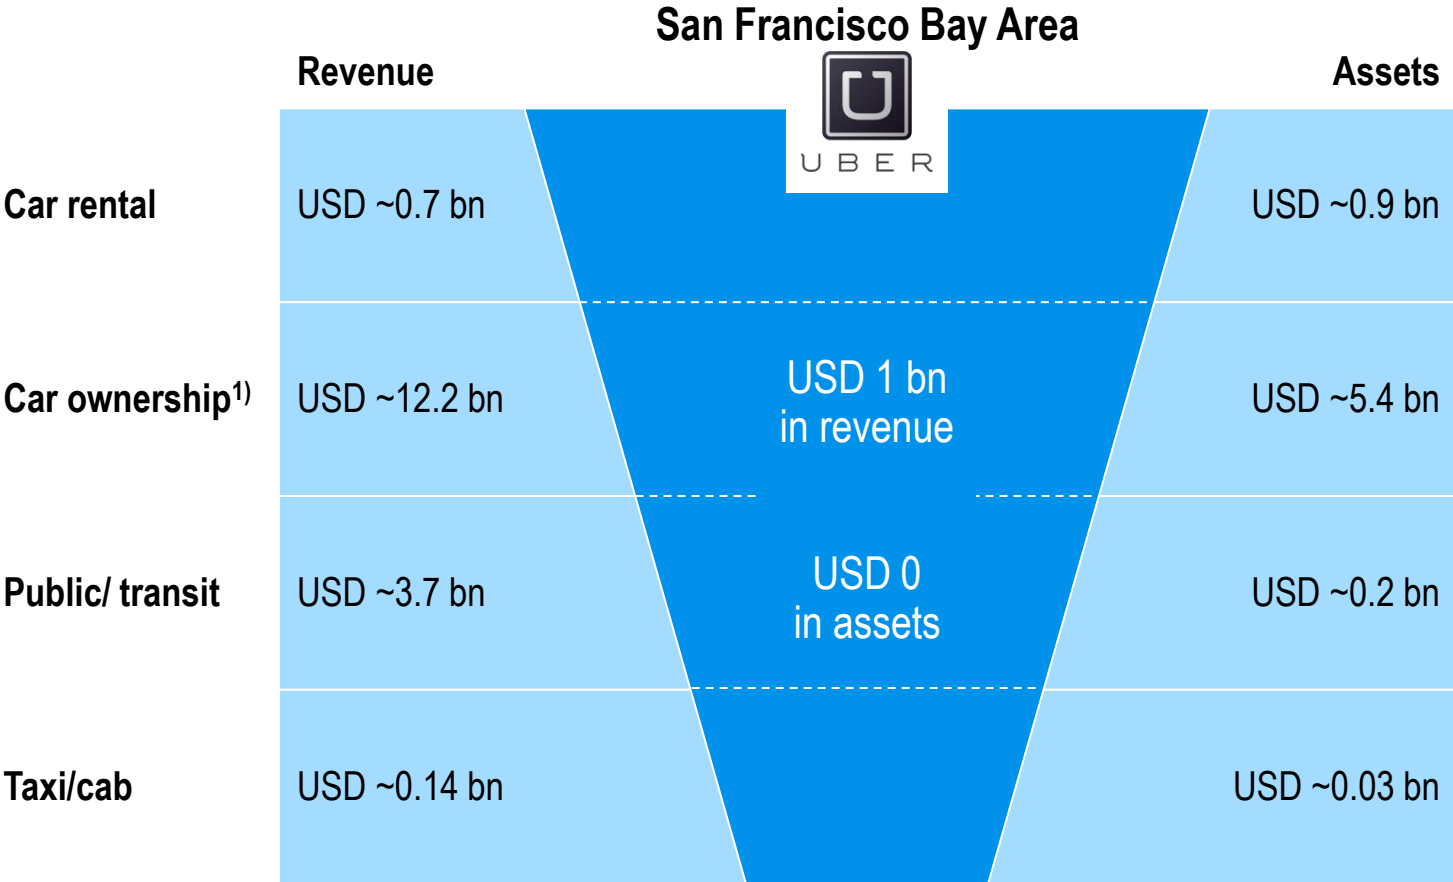 San Francisco Bay Area
Revenue
Assets
UBER
Car rental
USD ~0.7 bn
USD ~0.9 bn
Car ownership1)
USD ~12.2 bn
USD 1 bn
in revenue
USD ~5.4 bn
Public/ transit
USD ~3.7 bn
USD 0
in assets
USD ~0.2 bn
Taxi/cab
USD ~0.14 bn
USD ~0.03 bn